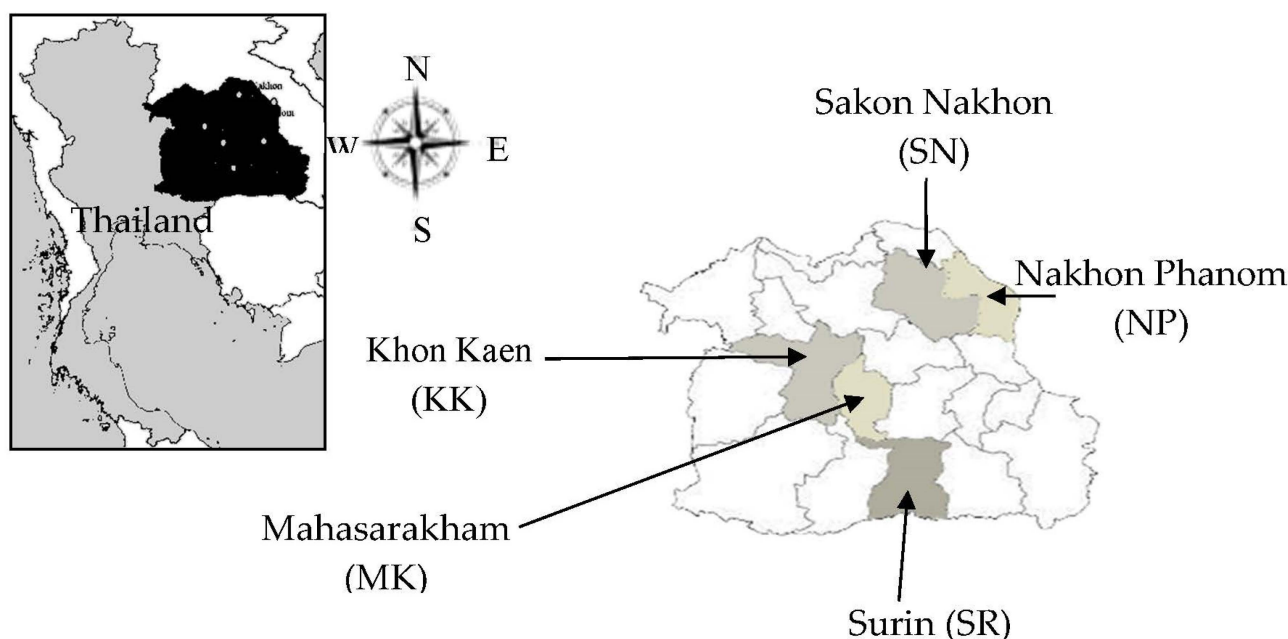 Thailand
N
W
E
S
Sakon Nakhon
(SN)
Nakhon Phanom
(NP)
Khon Kaen
(KK)
Mahasarakham
(MK)
Surin (SR)